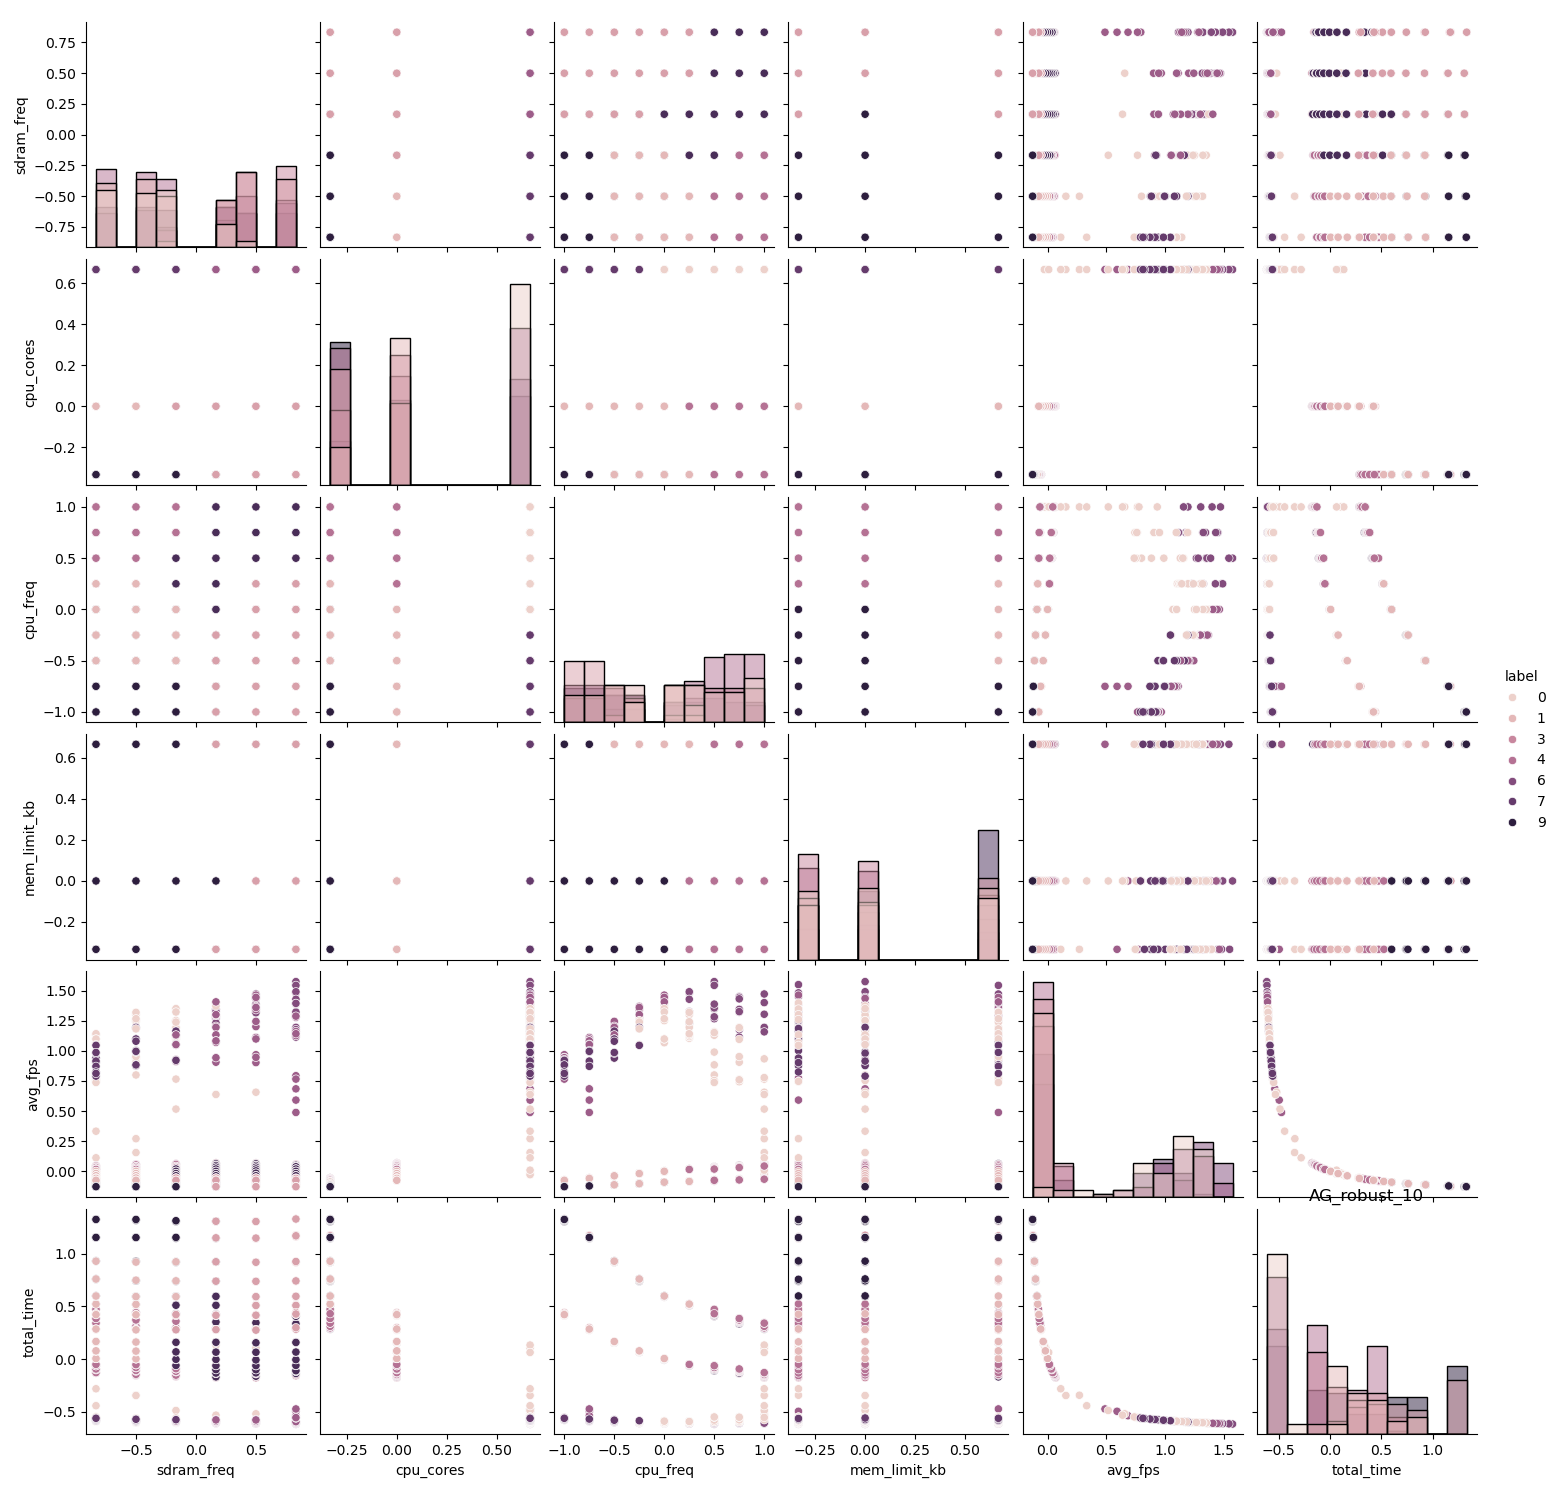 0.75
0.50
0.25
0.00
−0.25
−0.50
−0.75
sdram_freq
0.6
0.4
0.2
0.0
−0.2
cpu_cores
1.0
0.5
0.0
−0.5
−1.0
cpu_freq
0.6
0.4
0.2
0.0
−0.2
mem_limit_kb
1.50
1.25
1.00
0.75
0.50
0.25
0.00
avg_fps
AG_robust_10
1.0
0.5
0.0
−0.5
total_time
−0.5 0.0 0.5
sdram_freq
−0.25 0.00 0.25 0.50
cpu_cores
−1.0 −0.5 0.0 0.5 1.0
cpu_freq
−0.25 0.00 0.25 0.50
mem_limit_kb
0.0 0.5 1.0 1.5
avg_fps
−0.5 0.0 0.5 1.0
total_time
label
0
1
3
4
6
7
9